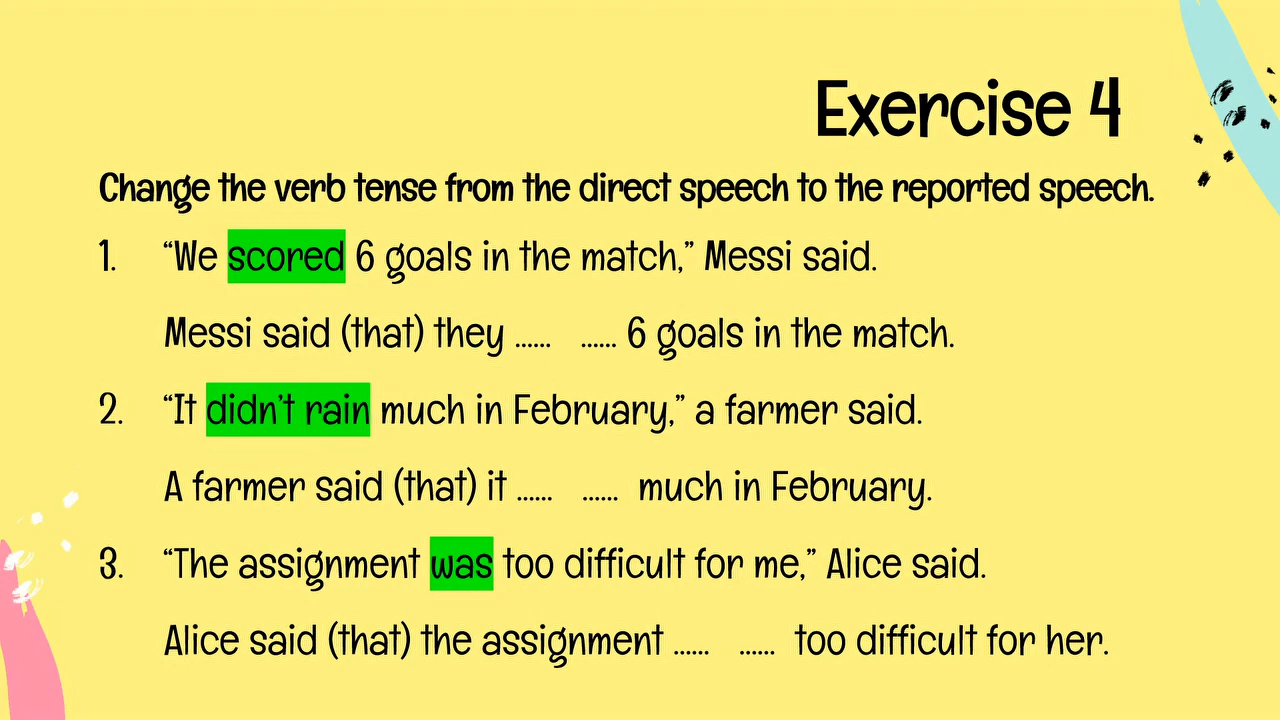 Exercise 4
Change the verb tense from the direct speech to the reported speech.
1. “We scored 6 goals in the match,” Messi said.
Messi said (that) they ...... ...... 6 goals in the match.
2. “It didn’t rain much in February,” a farmer said.
A farmer said (that) it ...... ...... much in February.
3. “The assignment was too difficult for me,” Alice said.
Alice said (that) the assignment ...... ...... too difficult for her.